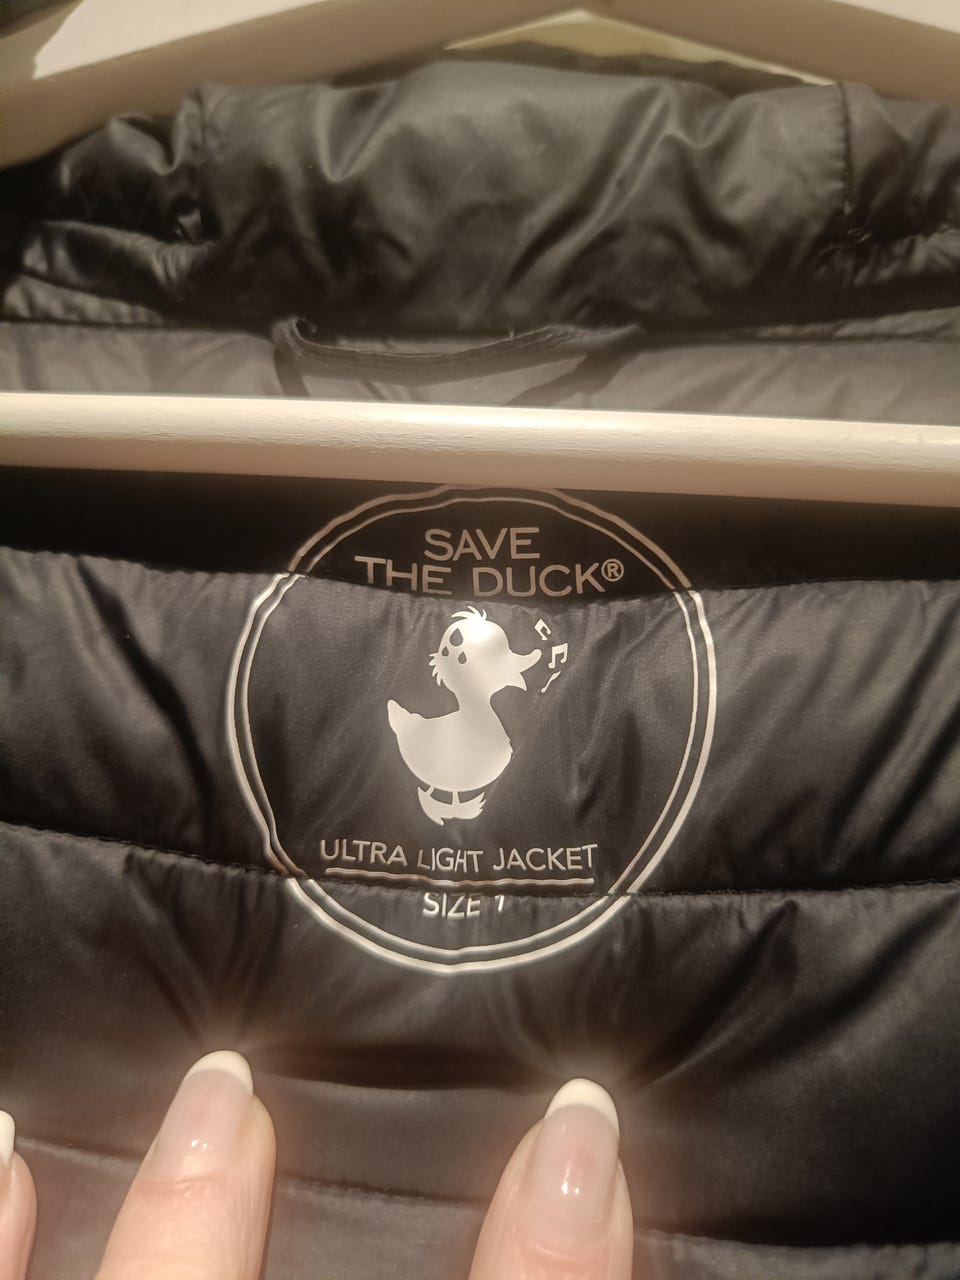 SAVE
THE DUCK®
ULTRA LIGHT JACKET
SIZE 1